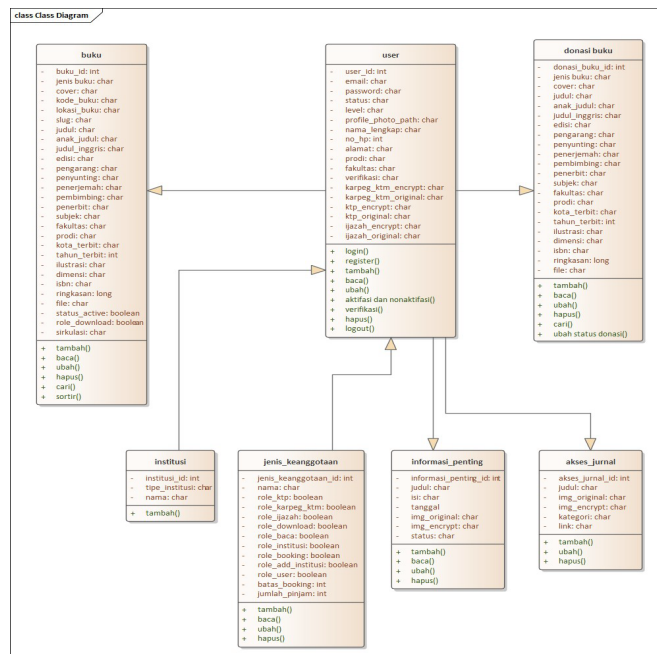 class Class Diagram
buku
- buku_id: int
- jenis buku: char
- cover: char
- kode_buku: char
- lokasi_buku: char
- slug: char
- judul: char
- anak_judul: char
- judul_inggris: char
- edisi: char
- pengarang: char
- penyunting: char
- penerjemah: char
- pembimbing: char
- penerbit: char
- subjek: char
- fakultas: char
- prodi: char
- kota_terbit: char
- tahun_terbit: int
- ilustrasi: char
- dimensi: char
- isbn: char
- ringkasan: long
- file: char
- status_active: boolean
- role_download: boolean
- sirkulasi: char
+ tambah()
+ baca()
+ ubah()
+ hapus()
+ cari()
+ sortir()
user
- user_id: int
- email: char
- password: char
- status: char
- level: char
- profile_photo_path: char
- nama_lengkap: char
- no_hp: int
- alamat: char
- prodi: char
- fakultas: char
- verifikasi: char
- karpeg_ktm_encrypt: char
- karpeg_ktm_original: char
- ktp_encrypt: char
- ktp_original: char
- ijazah_encrypt: char
- ijazah_original: char
+ login()
+ register()
+ tambah()
+ baca()
+ ubah()
+ aktifasi dan nonaktifasi()
+ verifikasi()
+ hapus()
+ logout()
donasi buku
- donasi_buku_id: int
- jenis buku: char
- cover: char
- judul: char
- anak_judul: char
- judul_inggris: char
- edisi: char
- pengarang: char
- penyunting: char
- penerjemah: char
- pembimbing: char
- penerbit: char
- subjek: char
- fakultas: char
- prodi: char
- kota_terbit: char
- tahun_terbit: int
- ilustrasi: char
- dimensi: char
- isbn: char
- ringkasan: long
- file: char
+ tambah()
+ baca()
+ ubah()
+ hapus()
+ cari()
+ ubah status donasi()
institusi
- institusi_id: int
- tipe_institusi: char
- nama: char
+ tambah()
jenis_keanggotaan
- jenis_keanggotaan_id: int
- nama: char
- role_ktp: boolean
- role_karpeg_ktm: boolean
- role_ijazah: boolean
- role_download: boolean
- role_baca: boolean
- role_institusi: boolean
- role_booking: boolean
- role_add_institusi: boolean
- role_user: boolean
- batas_booking: int
- jumlah_pinjam: int
+ tambah()
+ baca()
+ ubah()
+ hapus()
informasi_penting
- informasi_penting_id: int
- judul: char
- isi: char
- tanggal
- img_original: char
- img_encrypt: char
- status: char
+ tambah()
+ baca()
+ ubah()
+ hapus()
akses_jurnal
- akses_jurnal_id: int
- judul: char
- img_original: char
- img_encrypt: char
- kategori: char
- link: char
+ tambah()
+ ubah()
+ hapus()